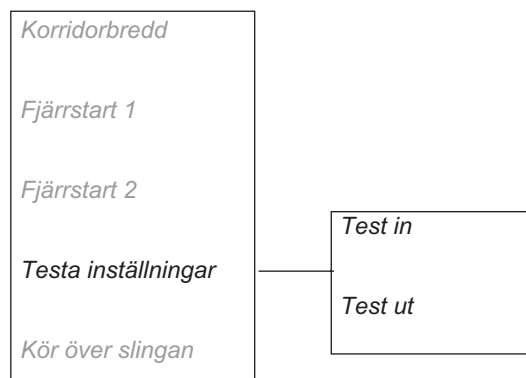 Korridorbredd
Fjärrstart 1
Fjärrstart 2
Testa inställningar
Kör över slingan
Test in
Test ut